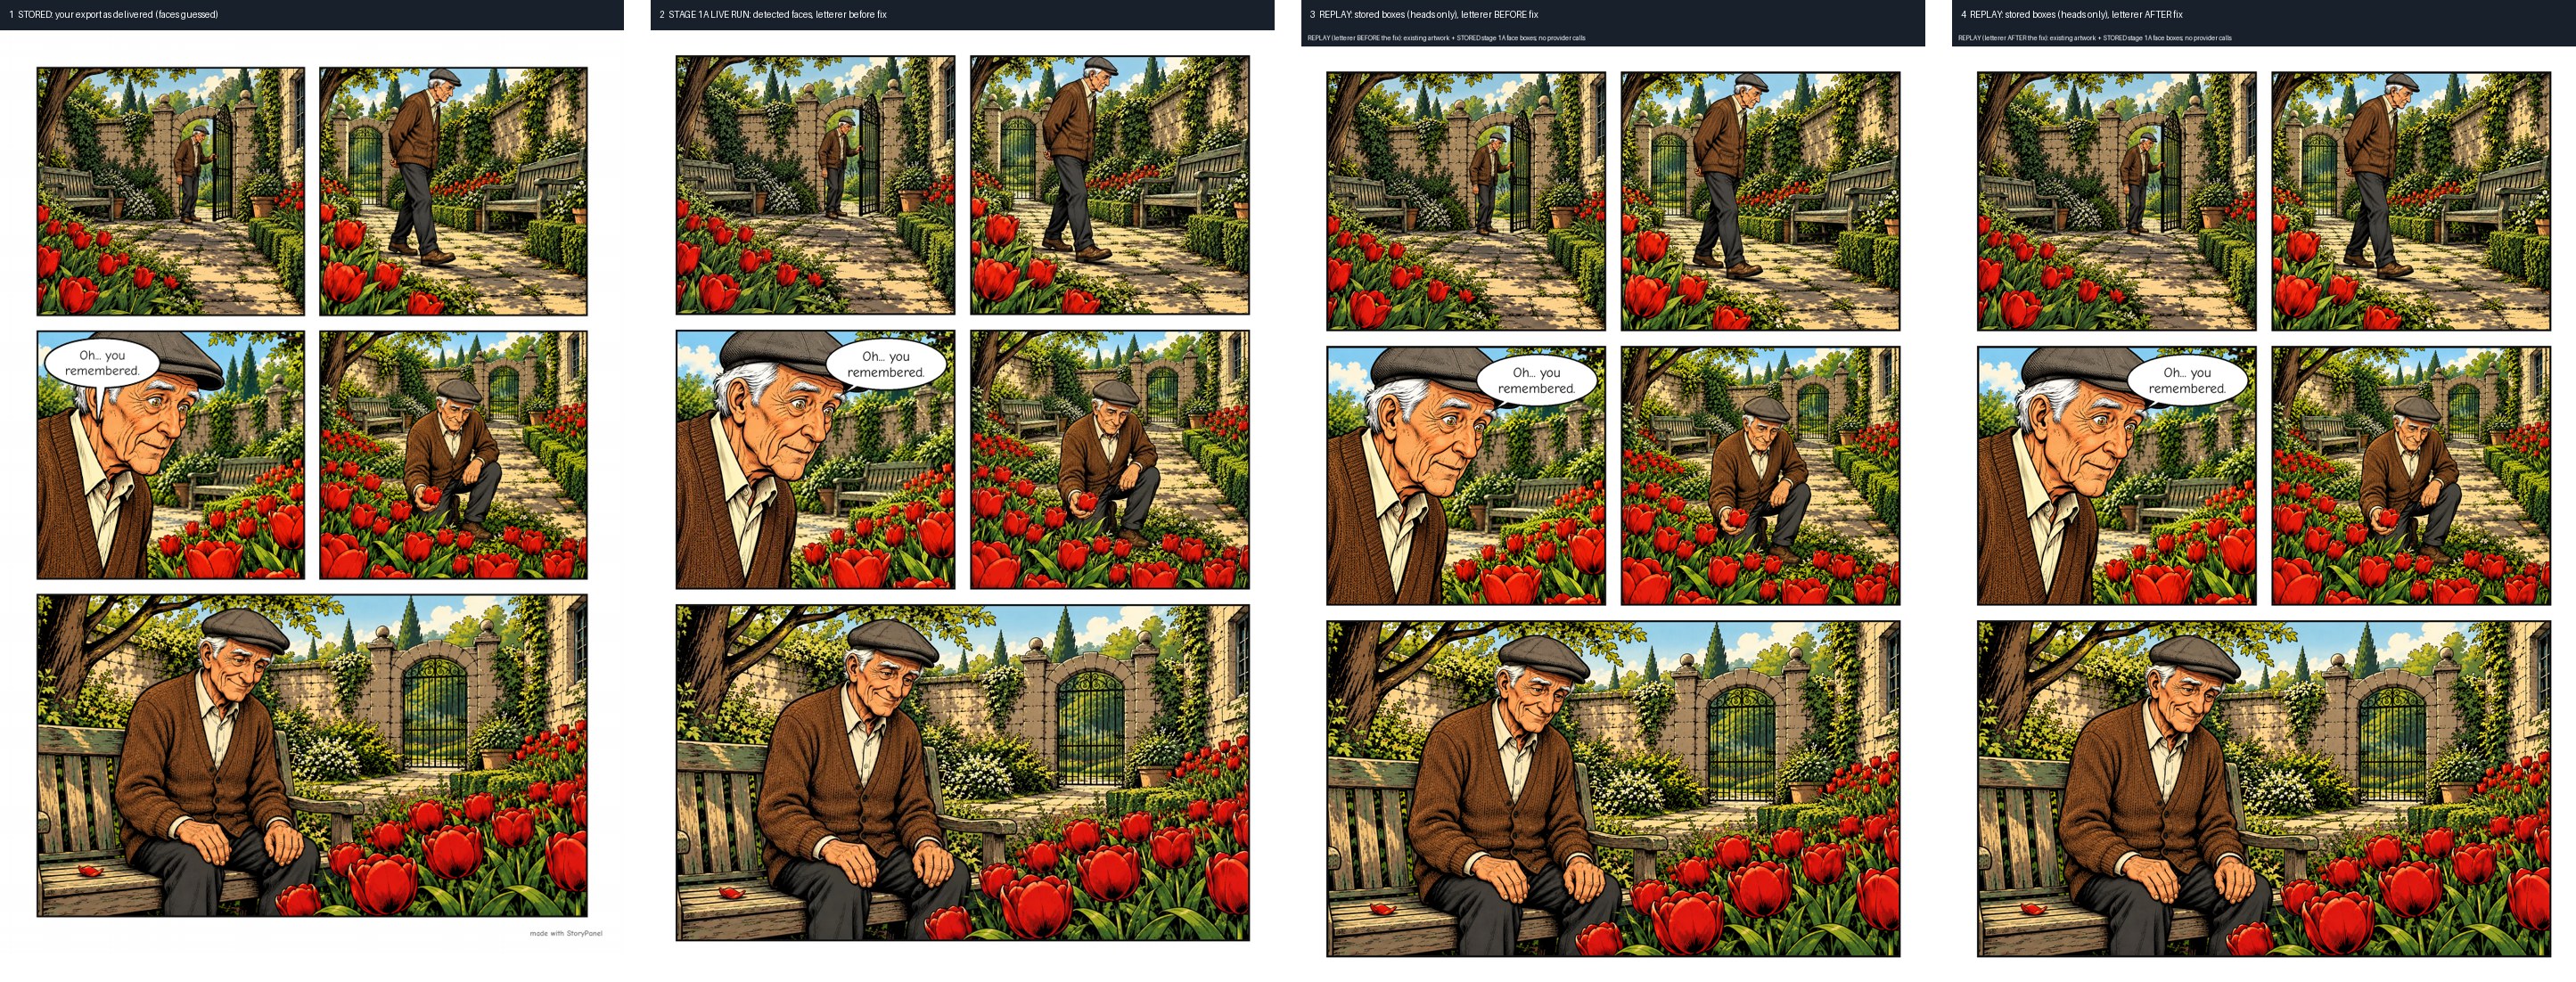 1 STORED: your export as delivered (faces guessed)
Oh... you
remembered.
made with StoryPanel
2 STAGE 1A LIVE RUN: detected faces, letterer before fix
Oh... you
remembered.
3 REPLAY: stored boxes (heads only), letterer BEFORE fix
REPLAY (letterer BEFORE the fix): existing artwork + STORED stage 1A face boxes; no provider calls
Oh... you
remembered.
4 REPLAY: stored boxes (heads only), letterer AFTER fix
REPLAY (letterer AFTER the fix): existing artwork + STORED stage 1A face boxes; no provider calls
Oh... you
remembered.